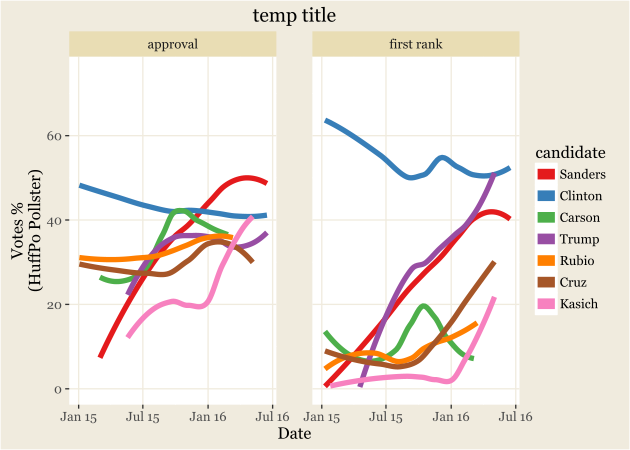 temp title
approval
first rank
Votes %
(HuffPo Pollster)
60
40
20
0
Jan 15
Jul 15
Jan 16
Jul 16
Jan 15
Jul 15
Jan 16
Jul 16
Date
candidate
Sanders
Clinton
Carson
Trump
Rubio
Cruz
Kasich